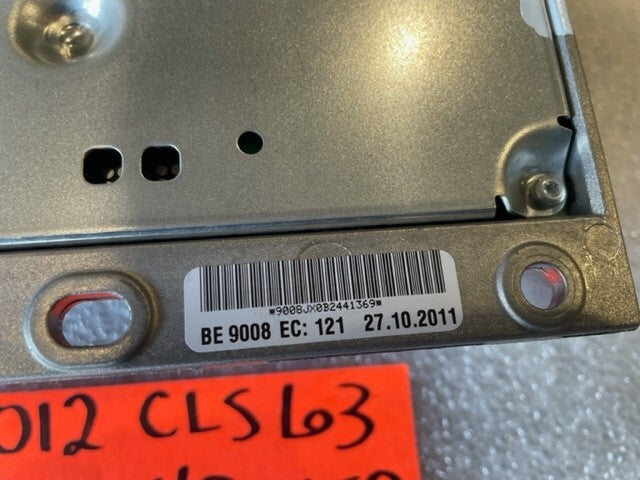 *9008JX0B2441369*
BE 9008 EC: 121 27.10.2011
012 CLS63